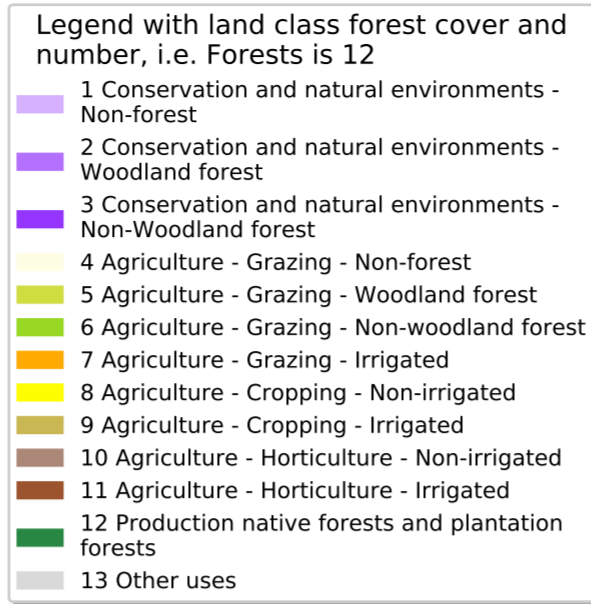 Legend with land class forest cover and
number, i.e. Forests is 12
1 Conservation and natural environments -
Non-forest
2 Conservation and natural environments -
Woodland forest
3 Conservation and natural environments -
Non-Woodland forest
4 Agriculture - Grazing - Non-forest
5 Agriculture - Grazing - Woodland forest
6 Agriculture - Grazing - Non-woodland forest
7 Agriculture - Grazing - Irrigated
8 Agriculture - Cropping - Non-irrigated
9 Agriculture - Cropping - Irrigated
10 Agriculture - Horticulture - Non-irrigated
11 Agriculture - Horticulture - Irrigated
12 Production native forests and plantation
forests
13 Other uses